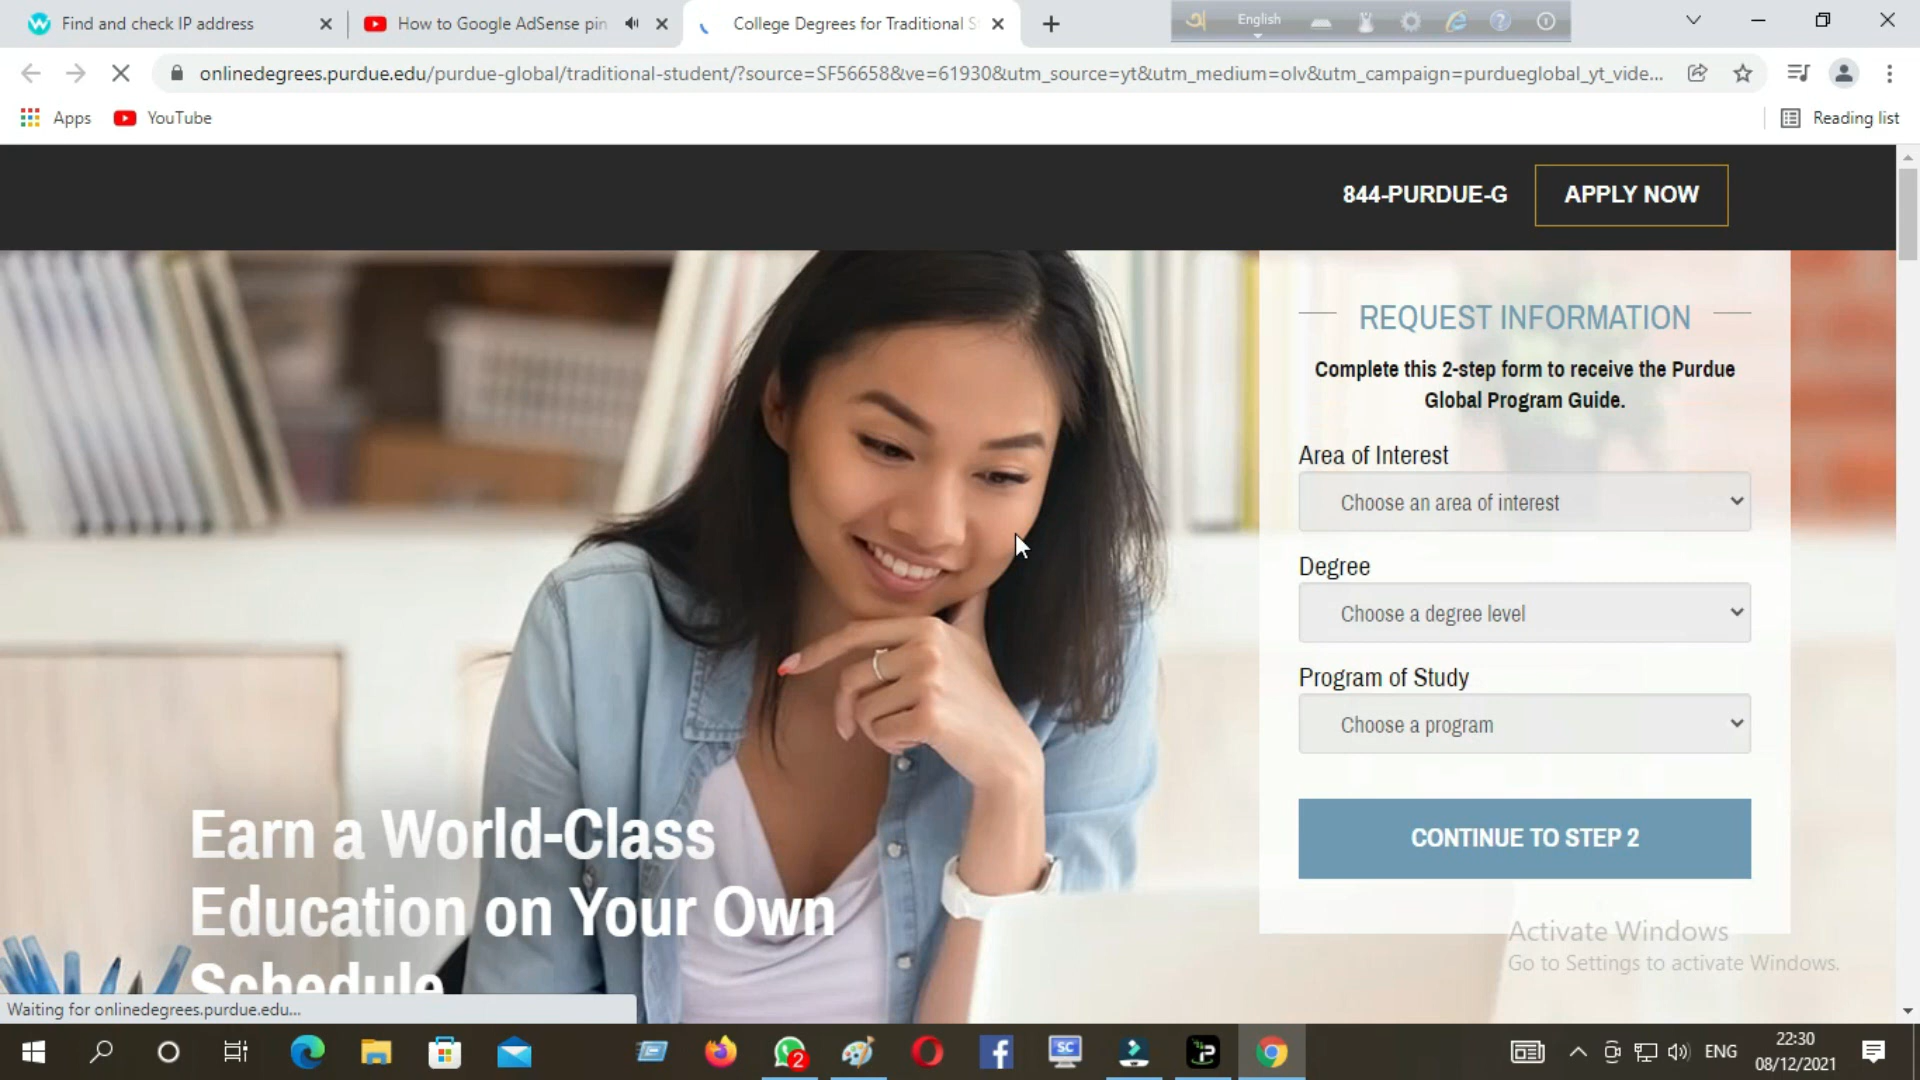 Find and check IP address
How to Google AdSense pin
College Degrees for Traditional S
English
onlinedegrees.purdue.edu/purdue-global/traditional-student/?source=SF56658&ve=61930&utm_source=yt&utm_medium=olv&utm_campaign=purdueglobal_yt_vide...
Apps
YouTube
Reading list
844-PURDUE-G
APPLY NOW
REQUEST INFORMATION
Complete this 2-step form to receive the Purdue
Global Program Guide.
Area of Interest
Choose an area of interest
Degree
Choose a degree level
Program of Study
Choose a program
CONTINUE TO STEP 2
Earn a World-Class
Education on Your Own
Schedule
Activate Windows
Go to Settings to activate Windows.
Waiting for onlinedegrees.purdue.edu...
2
SC
iP
ENG
22:30
08/12/2021